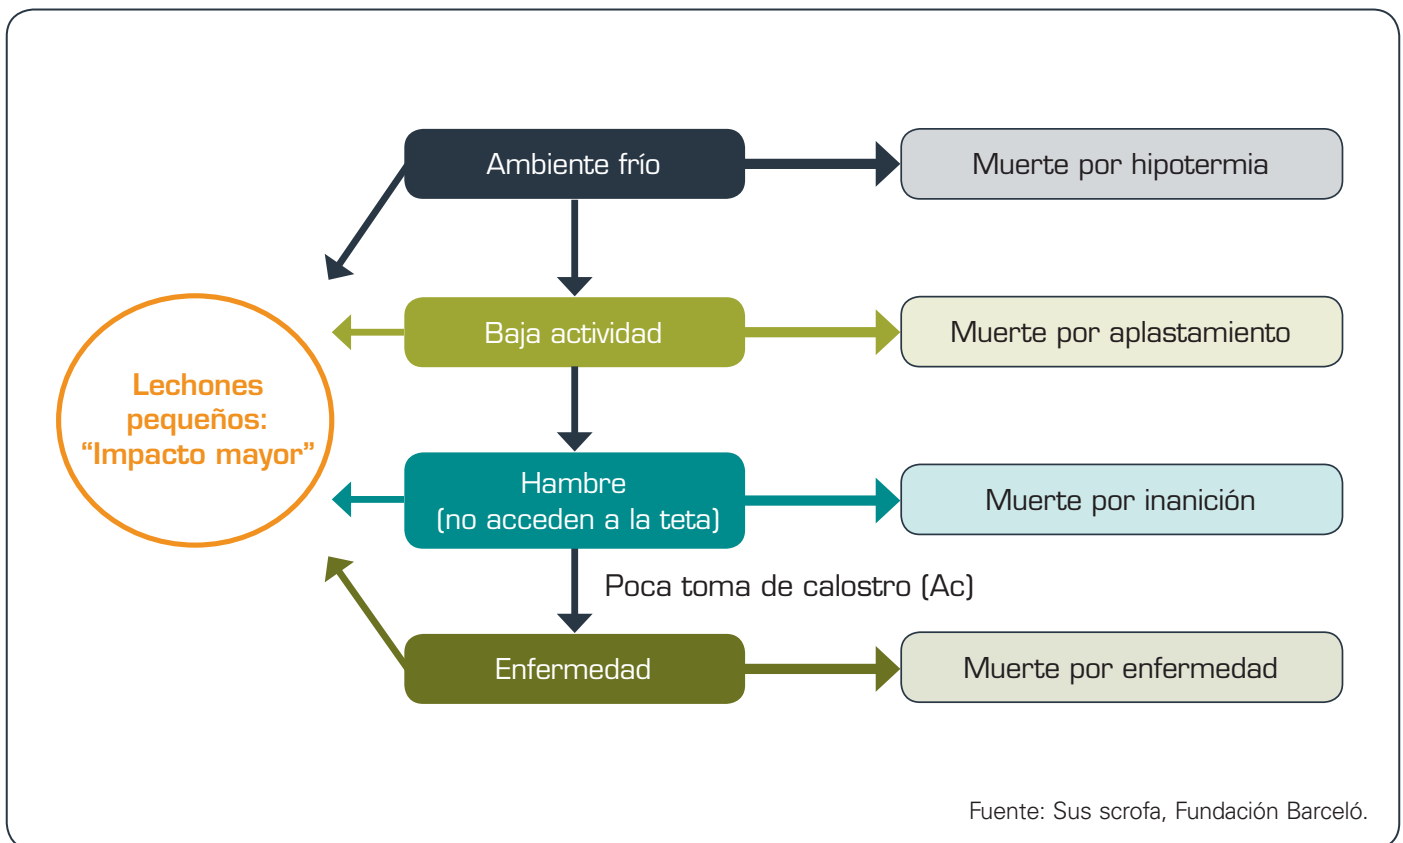 Ambiente frío
Muerte por hipotermia
Baja actividad
Muerte por aplastamiento
Lechones
pequeños:
“Impacto mayor”
Hambre
(no acceden a la teta)
Muerte por inanición
Poca toma de calostro (Ac)
Enfermedad
Muerte por enfermedad
Fuente: Sus scrofa, Fundación Barceló.